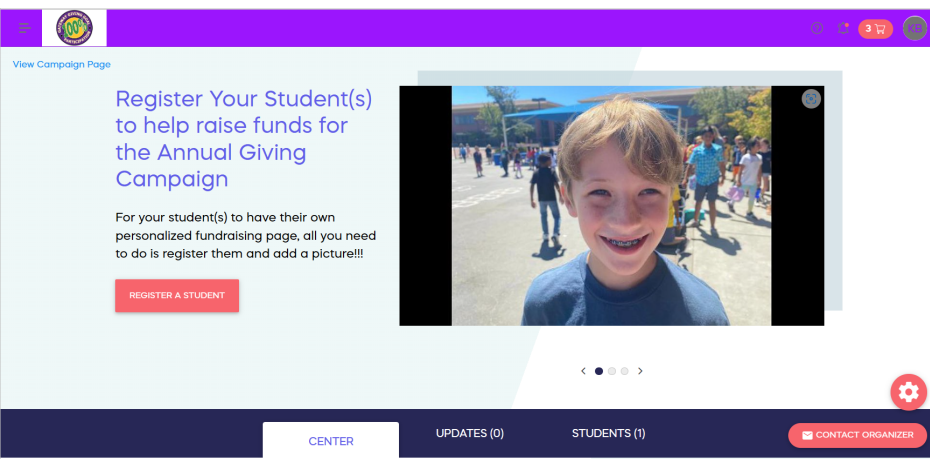 100%
3
KB
View Campaign Page
Register Your Student(s)
to help raise funds for
the Annual Giving
Campaign
For your student(s) to have their own
personalized fundraising page, all you need
to do is register them and add a picture!!!
REGISTER A STUDENT
CENTER
UPDATES (0)
STUDENTS (1)
CONTACT ORGANIZER